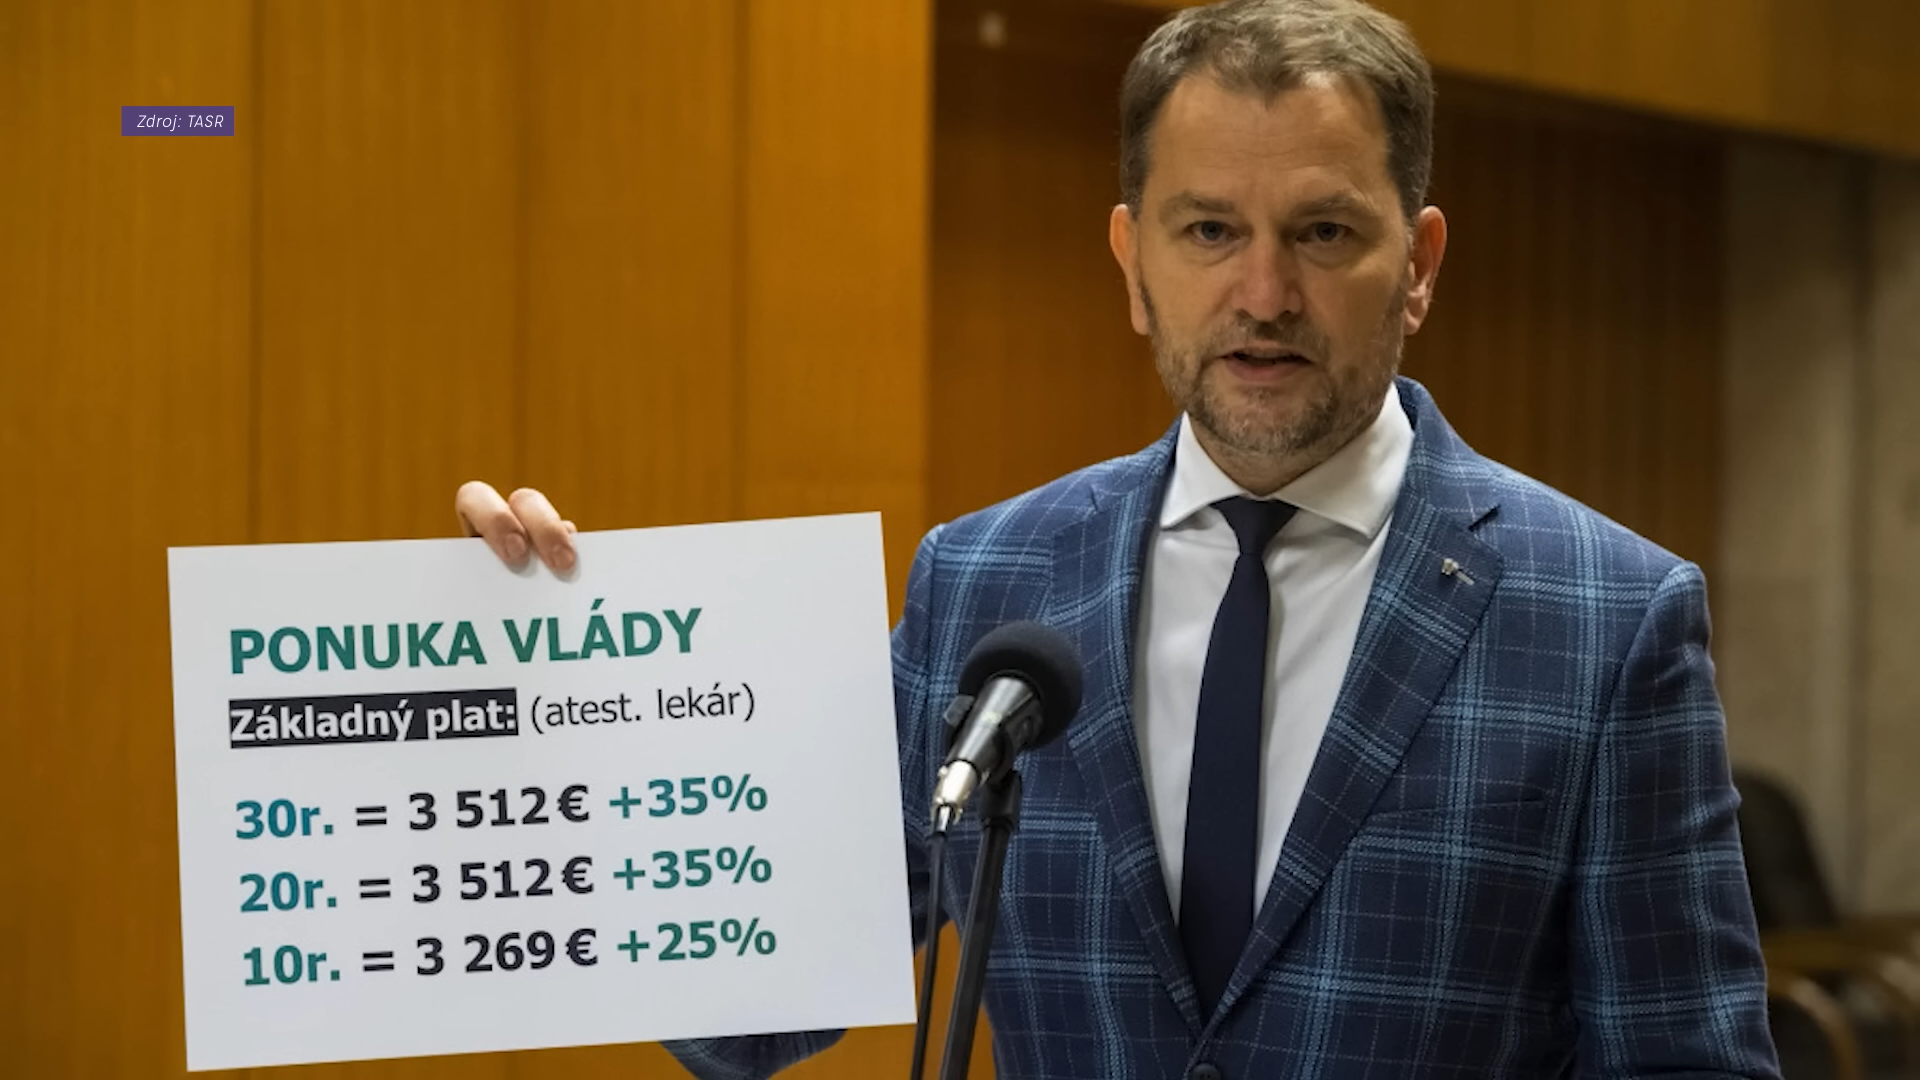 Zdroj: TASR
PONUKA VLÁDY
Základný plat: (atest. lekár)
30r. = 3 512€ +35%
20r. = 3 512€ +35%
10r. = 3 269€ +25%